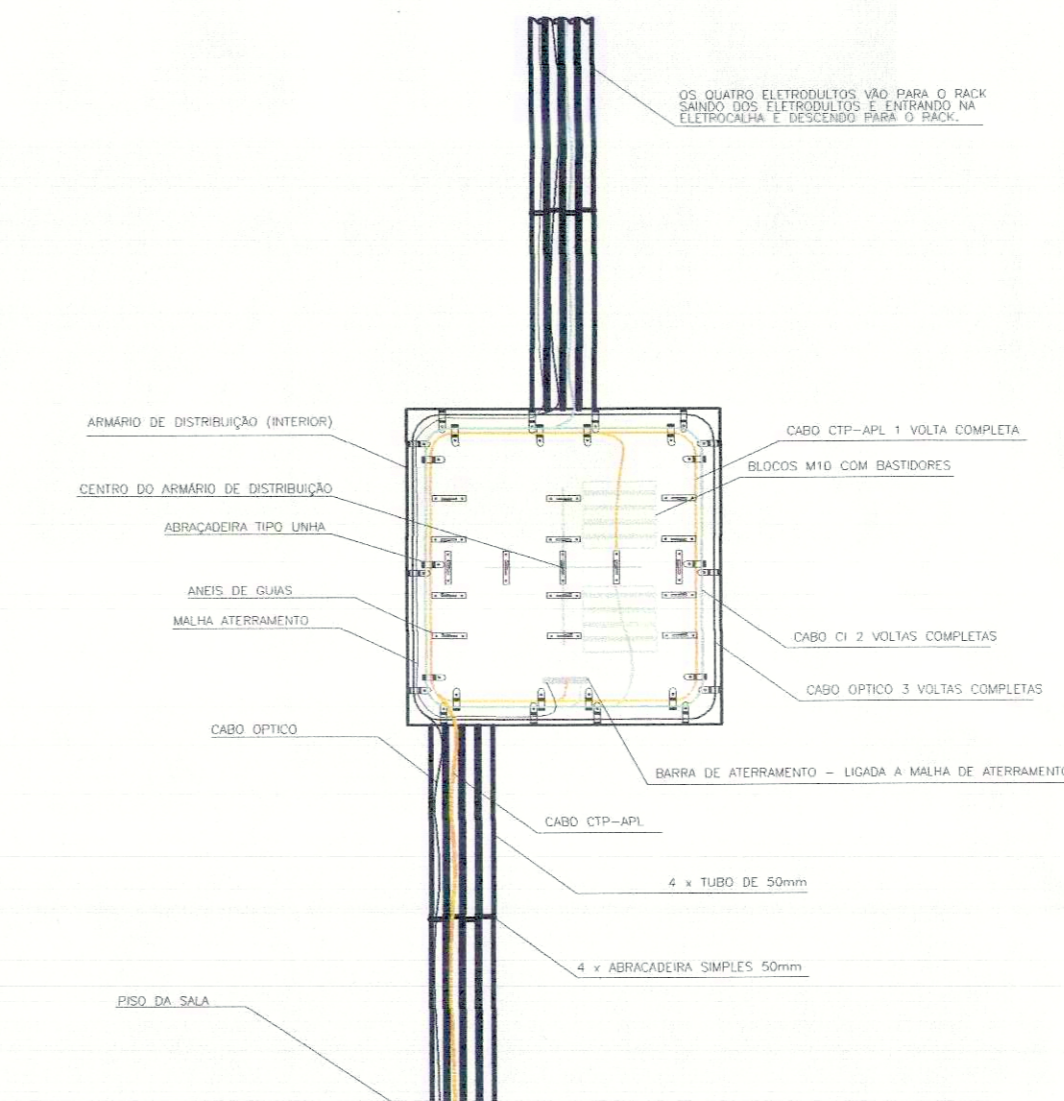 OS QUATRO ELETRODULTOS VÃO PARA O RACK
SAINDO DOS ELETRODULTOS E ENTRANDO NA
ELETROCALHA E DESCENDO PARA O RACK.
ARMÁRIO DE DISTRIBUIÇÃO (INTERIOR)
CABO CTP-APL 1 VOLTA COMPLETA
BLOCOS M10 COM BASTIDORES
CENTRO DO ARMÁRIO DE DISTRIBUIÇÃO
ABRAÇADEIRA TIPO UNHA
ANEIS DE GUIAS
MALHA ATERRAMENTO
CABO CI 2 VOLTAS COMPLETAS
CABO OPTICO 3 VOLTAS COMPLETAS
CABO OPTICO
BARRA DE ATERRAMENTO - LIGADA A MALHA DE ATERRAMENTO
CABO CTP-APL
4 x TUBO DE 50mm
4 x ABRACADEIRA SIMPLES 50mm
PISO DA SALA